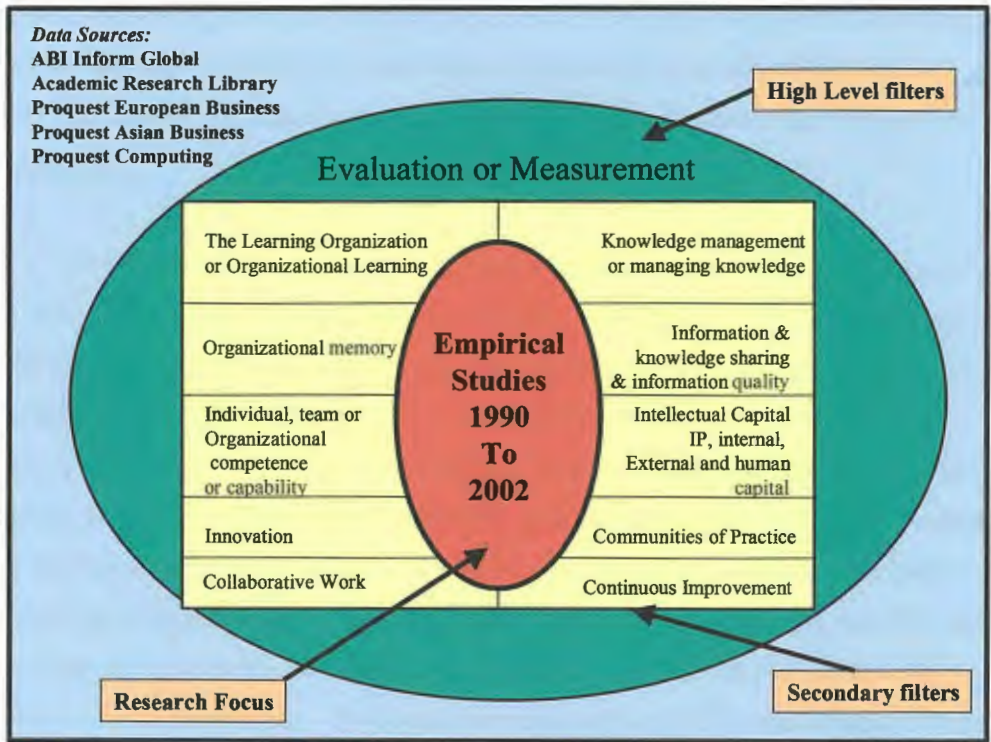 Data Sources:
ABI Inform Global
Academic Research Library
Proquest European Business
Proquest Asian Business
Proquest Computing
High Level filters
Evaluation or Measurement
The Learning Organization
or Organizational Learning
Knowledge management
or managing knowledge
Organizational memory
Information &
knowledge sharing
& information quality
Individual, team or
Organizational
competence
or capability
Intellectual Capital
IP, internal,
External and human
capital
Innovation
Communities of Practice
Collaborative Work
Continuous Improvement
Empirical
Studies
1990
To
2002
Research Focus
Secondary filters